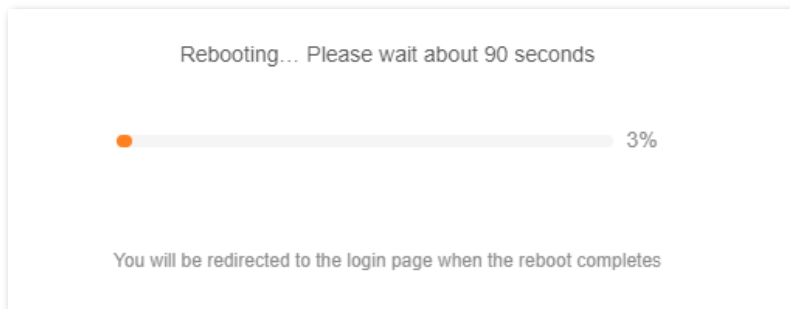 Rebooting... Please wait about 90 seconds
3%
You will be redirected to the login page when the reboot completes